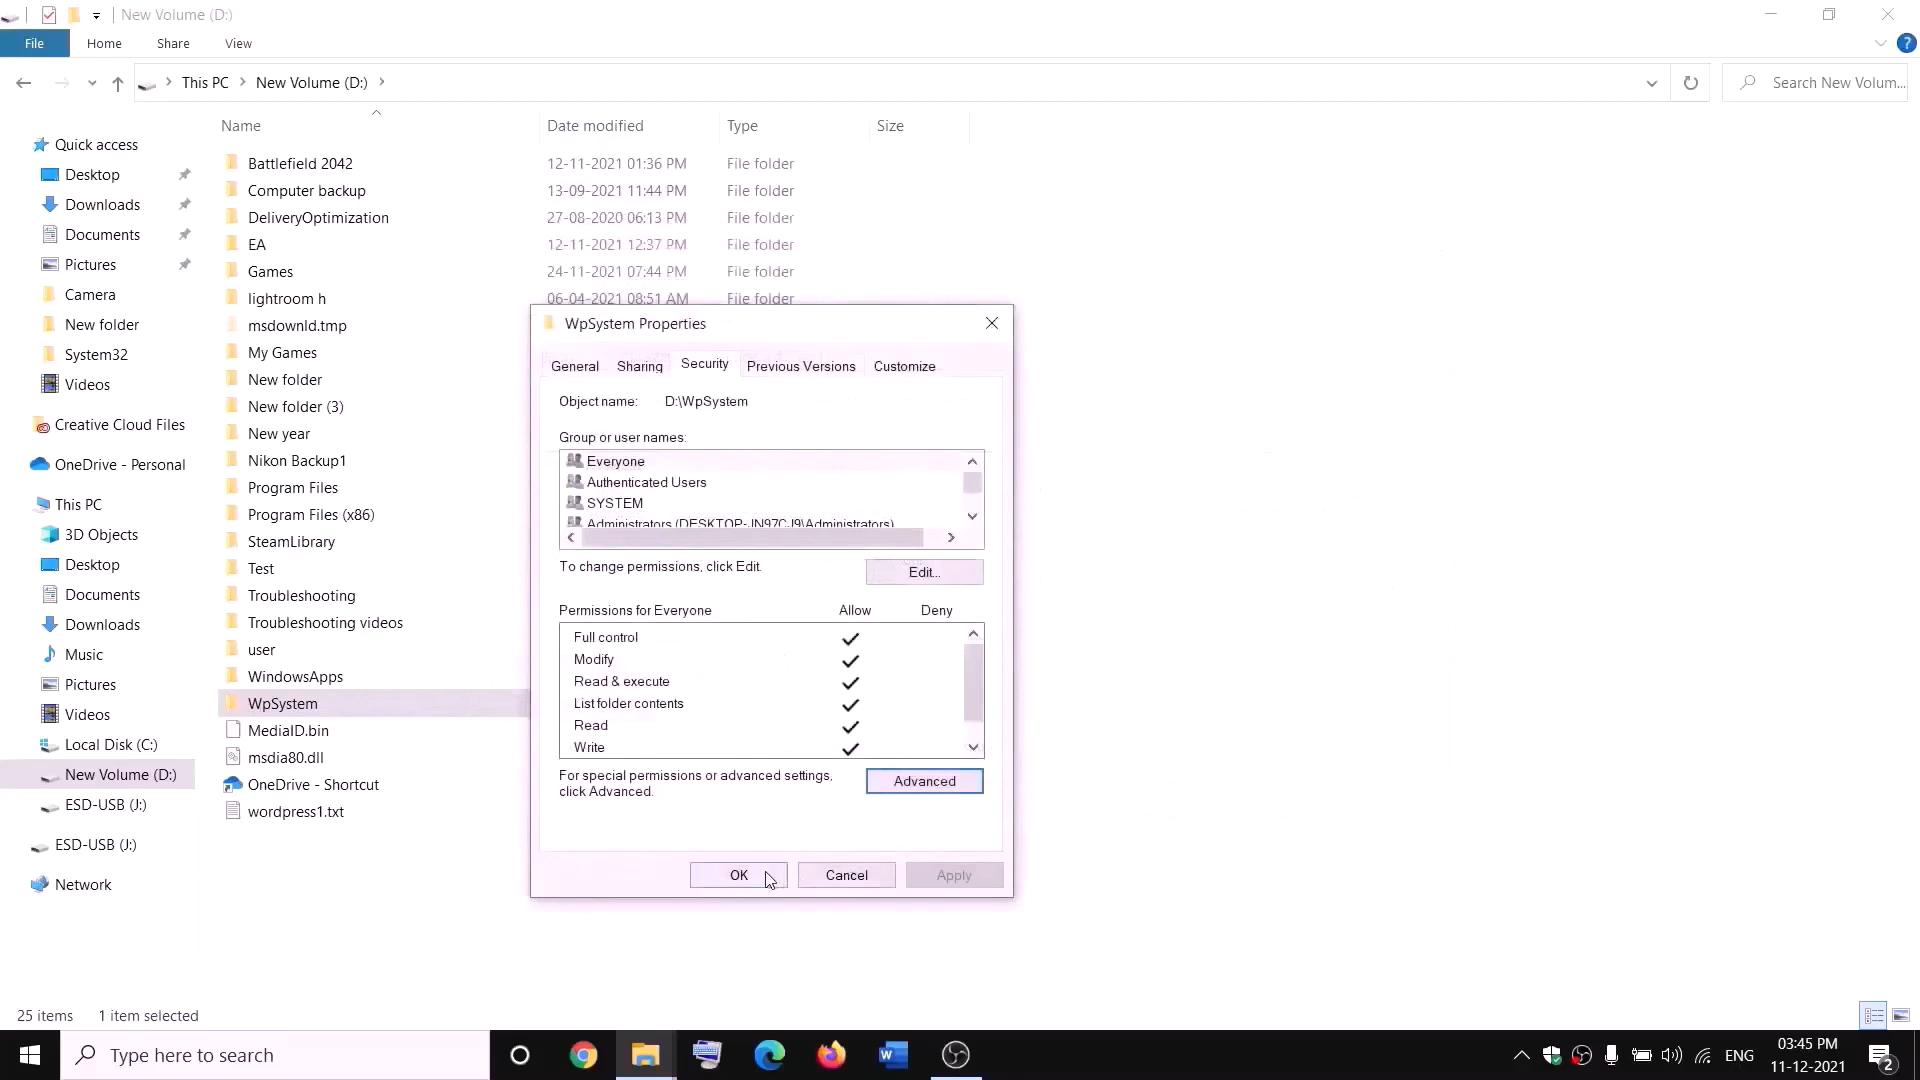 New Volume (D:)
File Home Share View
This PC New Volume (D:) Search New Volum...
Name Date modified Type Size
Quick access
Desktop
Downloads
Documents
Pictures
Camera
New folder
System32
Videos
Creative Cloud Files
OneDrive - Personal
This PC
3D Objects
Desktop
Documents
Downloads
Music
Pictures
Videos
Local Disk (C:)
New Volume (D:)
ESD-USB (J:)
ESD-USB (J:)
Network
Battlefield 2042 12-11-2021 01:36 PM File folder
Computer backup 13-09-2021 11:44 PM File folder
DeliveryOptimization 27-08-2020 06:13 PM File folder
EA 12-11-2021 12:37 PM File folder
Games 24-11-2021 07:44 PM File folder
lightroom h 06-04-2021 08:51 AM File folder
msdownld.tmp
My Games
New folder
New folder (3)
New year
Nikon Backup1
Program Files
Program Files (x86)
SteamLibrary
Test
Troubleshooting
Troubleshooting videos
user
WindowsApps
WpSystem
MediaID.bin
msdia80.dll
OneDrive - Shortcut
wordpress1.txt
WpSystem Properties
General Sharing Security Previous Versions Customize
Object name: D:\WpSystem
Group or user names:
Everyone
Authenticated Users
SYSTEM
Administrators (DESKTOP-JN97CJ9\Administrators)
To change permissions, click Edit.
Edit...
Permissions for Everyone Allow Deny
Full control
Modify
Read & execute
List folder contents
Read
Write
For special permissions or advanced settings,
click Advanced.
Advanced
OK Cancel Apply
25 items 1 item selected
Type here to search
ENG
03:45 PM
11-12-2021
2